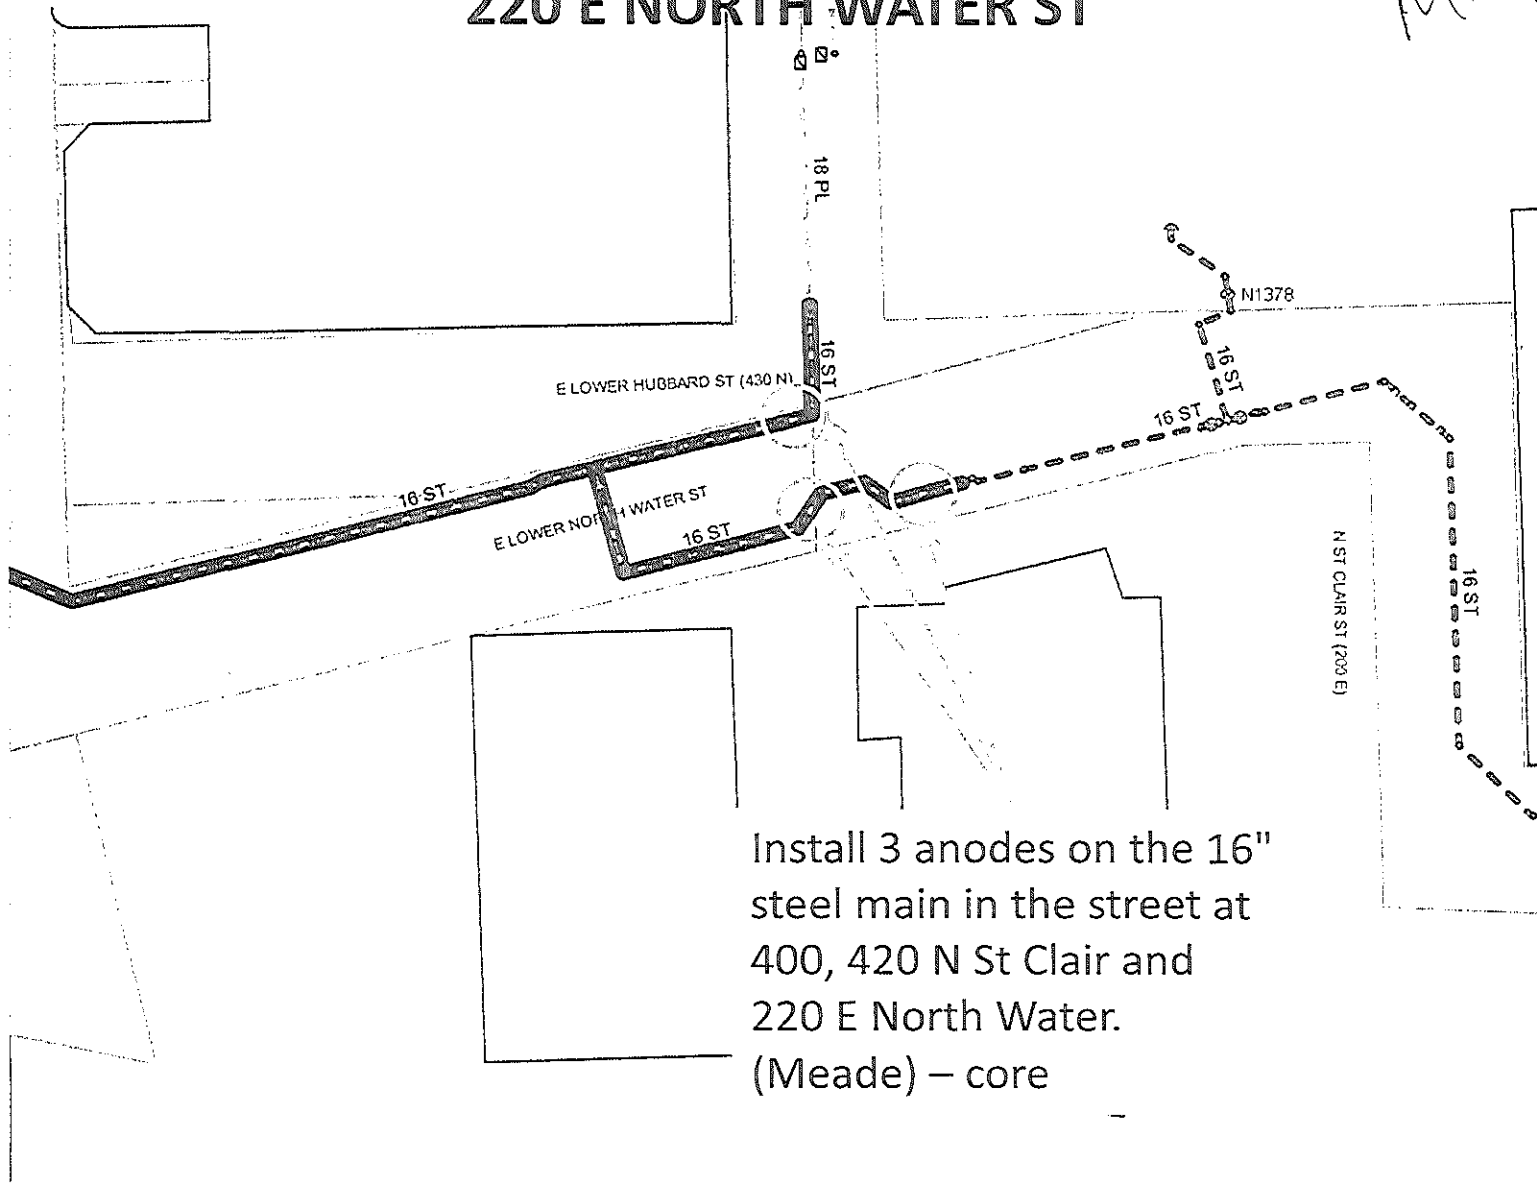 220 E NORTH WATER ST
18 PL
N1378
16 ST
16 ST
E LOWER HUBBARD ST (430 N)
16 ST
16 ST
E LOWER NORTH WATER ST
16 ST
N ST CLAIR ST (200 E)
16 ST
Install 3 anodes on the 16"
steel main in the street at
400, 420 N St Clair and
220 E North Water.
(Meade) – core